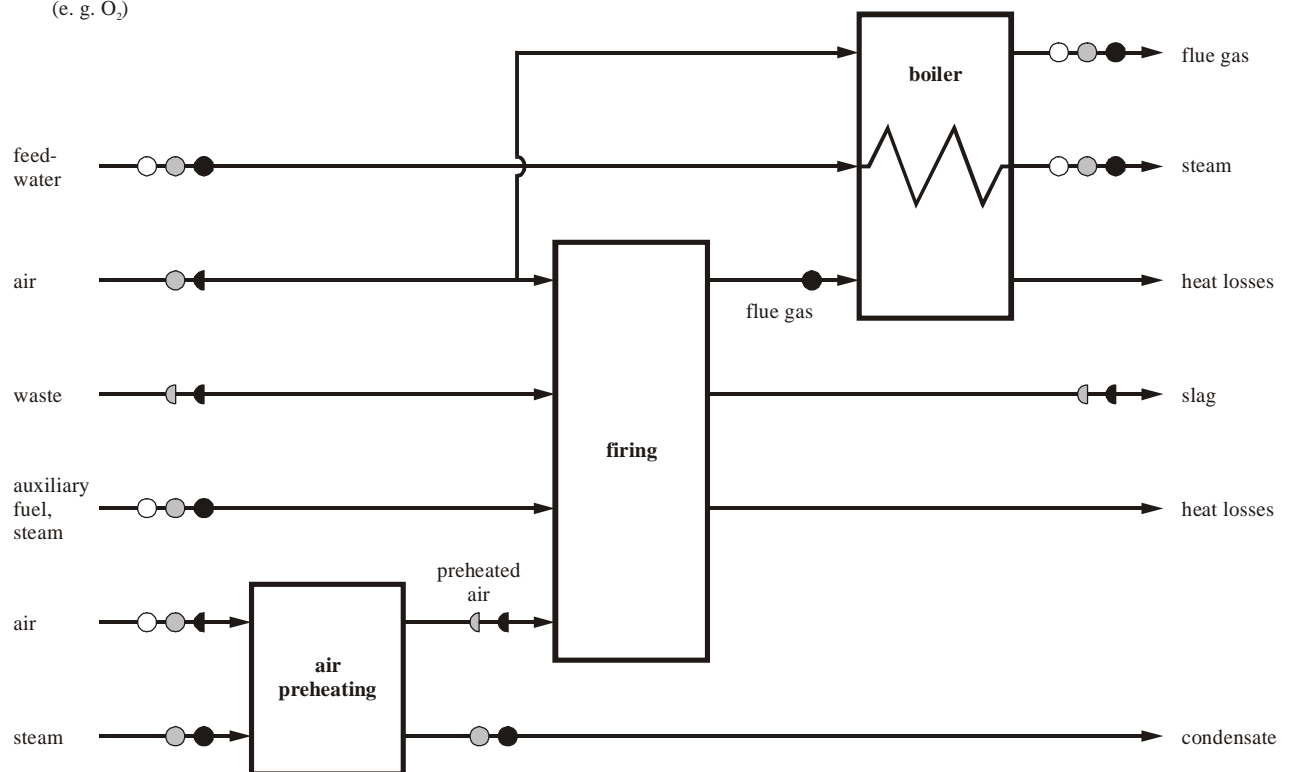 (e. g. O₂)
flue gas
boiler
feed-
water
steam
air
heat losses
flue gas
waste
slag
firing
auxiliary
fuel,
steam
heat losses
preheated
air
air
air
preheating
steam
condensate